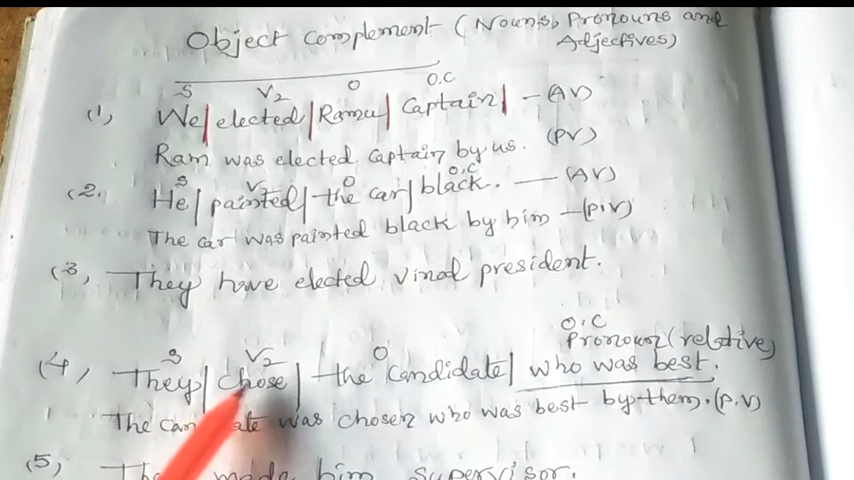 Object Complement (Nouns, Pronouns and
Adjectives)
S V2 O O.C
(1), We| elected| Ramu| Captain| - (AV)
Ram was elected Captain by us. (PV)
S V O O.C
(2. He| painted| the car| black. - (AV)
The car was painted black by him - (P.V)
(3, They have elected Vimal president.
O.C
S V2 O Pronoun (relative)
(4, They| chose| the candidate| who was best.
The can ate was chosen who was best by them. (P.V)
(5) made him supervisor.